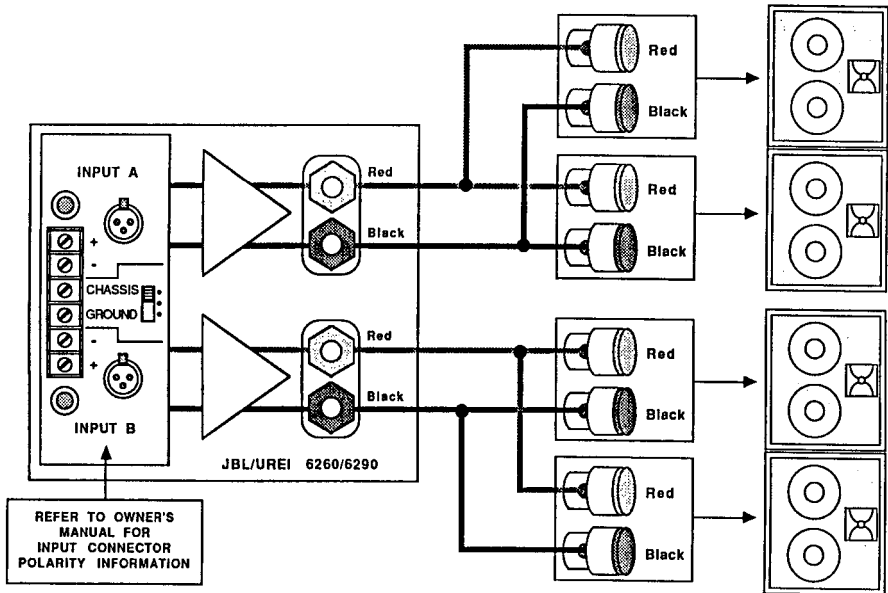 Red
Black
Red
Black
INPUT A
Red
Black
+
-
CHASSIS
GROUND
-
+
INPUT B
Red
Black
JBL/UREI 6260/6290
Red
Black
Red
Black
REFER TO OWNER'S
MANUAL FOR
INPUT CONNECTOR
POLARITY INFORMATION